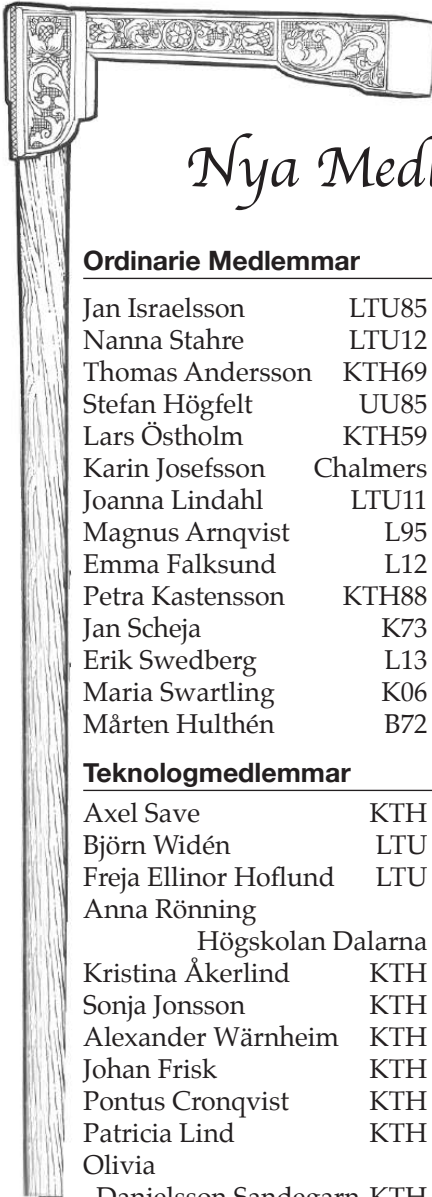 Nya
Ordinarie Medlemmar
Jan Israelsson LTU85
Nanna Stahre LTU12
Thomas Andersson KTH69
Stefan Högfelt UU85
Lars Östholm KTH59
Karin Josefsson Chalmers
Joanna Lindahl LTU11
Magnus Arnqvist L95
Emma Falksund L12
Petra Kastensson KTH88
Jan Scheja K73
Erik Swedberg L13
Maria Swartling K06
Mårten Hulthén B72
Teknologmedlemmar
Axel Save KTH
Björn Widén LTU
Freja Ellinor Hoflund LTU
Anna Rönning
Högskolan Dalarna
Kristina Åkerlind KTH
Sonja Jonsson KTH
Alexander Wärnheim KTH
Johan Frisk KTH
Pontus Cronqvist KTH
Patricia Lind KTH
Olivia
Danielsson Sandegarn KTH